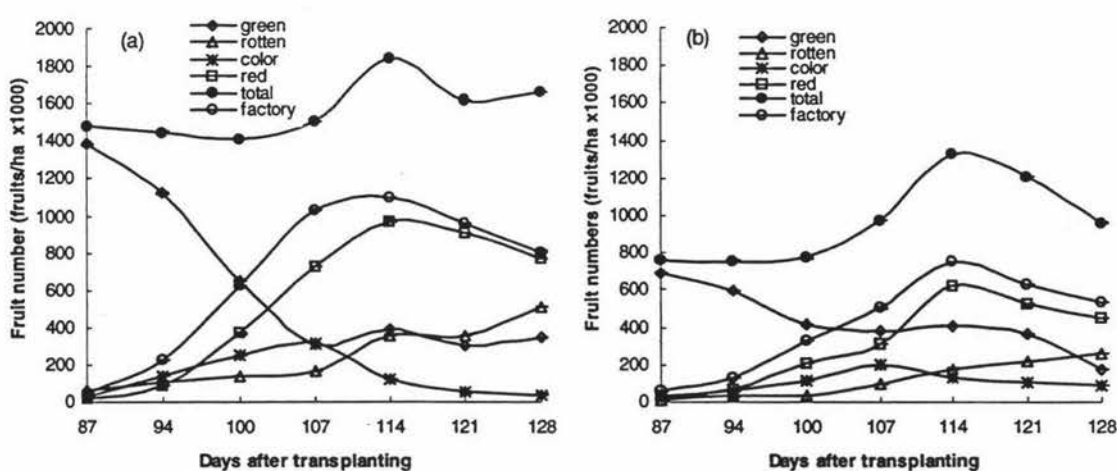 (a)
green
rotten
color
red
total
factory
Fruit number (fruits/ha x1000)
2000
1800
1600
1400
1200
1000
800
600
400
200
0
87 94 100 107 114 121 128
Days after transplanting
(b)
green
rotten
color
red
total
factory
Fruit numbers (fruits/ha x1000)
2000
1800
1600
1400
1200
1000
800
600
400
200
0
87 94 100 107 114 121 128
Days after transplanting